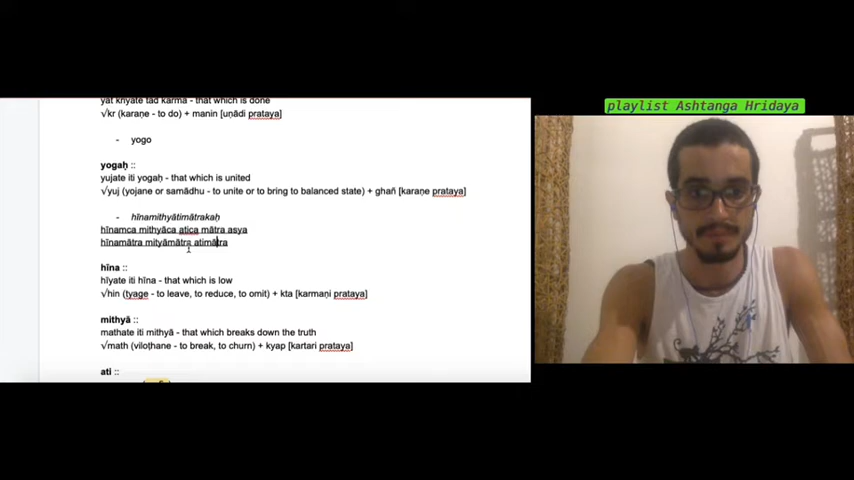 yat kriyate tad karma - that which is done
√kr (karaṇe - to do) + manin [uṇādi prataya]
- yogo
yogaḥ ::
yujate iti yogaḥ - that which is united
√yuj (yojane or samādhu - to unite or to bring to balanced state) + ghañ [karaṇe prataya]
- hīnamithyātimātrakaḥ
hīnamca mithyāca atica mātra asya
hīnamātra mityāmātra atimātra
hīna ::
hīyate iti hīna - that which is low
√hin (tyage - to leave, to reduce, to omit) + kta [karmaṇi prataya]
mithyā ::
mathate iti mithyā - that which breaks down the truth
√math (viloṭhane - to break, to churn) + kyap [kartari prataya]
ati ::
playlist Ashtanga Hridaya